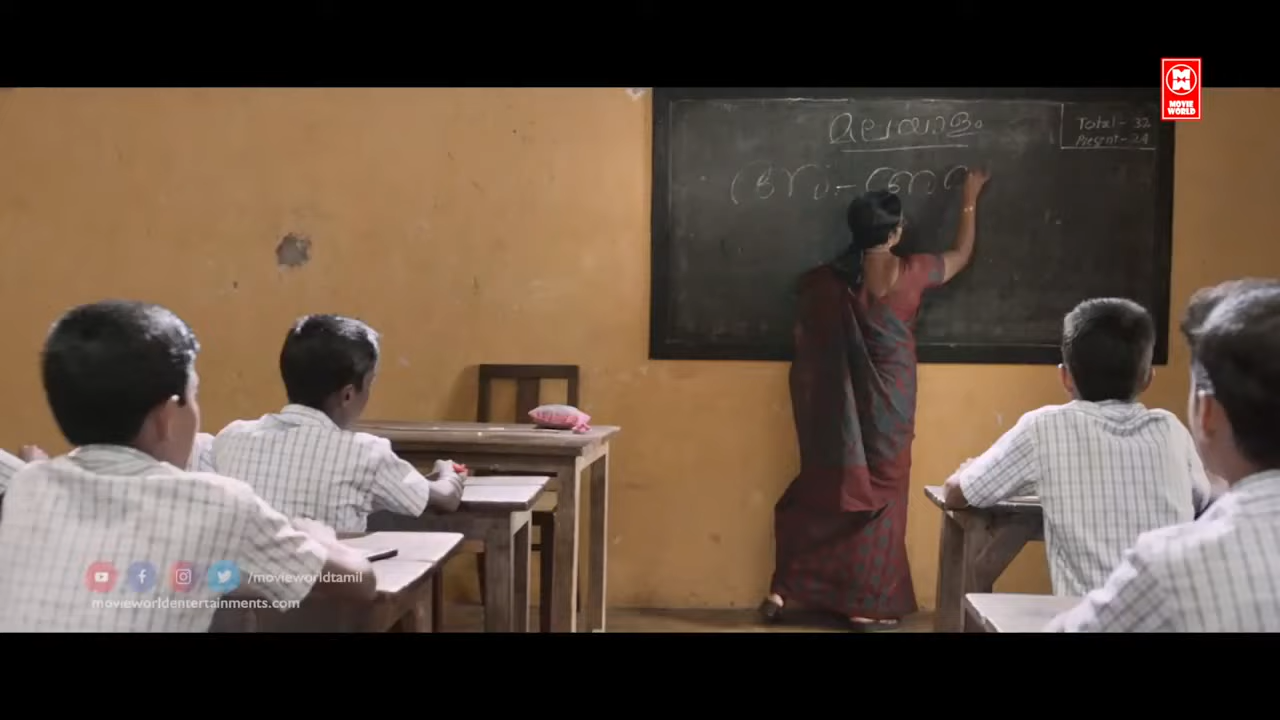 മലയാളം
Total - 32
Present - 24
MOVIE
WORLD
/movieworldtamil
movieworldentertainments.com